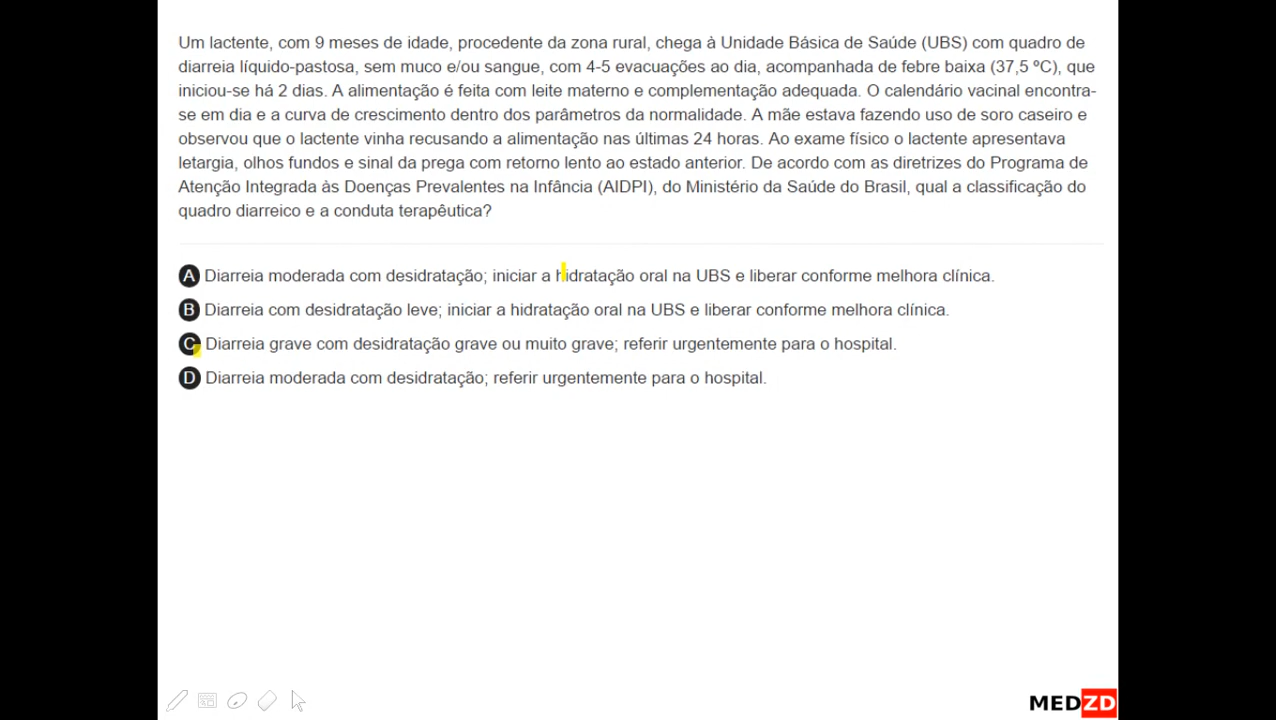 Um lactente, com 9 meses de idade, procedente da zona rural, chega à Unidade Básica de Saúde (UBS) com quadro de
diarreia líquido-pastosa, sem muco e/ou sangue, com 4-5 evacuações ao dia, acompanhada de febre baixa (37,5 ºC), que
iniciou-se há 2 dias. A alimentação é feita com leite materno e complementação adequada. O calendário vacinal encontra-
se em dia e a curva de crescimento dentro dos parâmetros da normalidade. A mãe estava fazendo uso de soro caseiro e
observou que o lactente vinha recusando a alimentação nas últimas 24 horas. Ao exame físico o lactente apresentava
letargia, olhos fundos e sinal da prega com retorno lento ao estado anterior. De acordo com as diretrizes do Programa de
Atenção Integrada às Doenças Prevalentes na Infância (AIDPI), do Ministério da Saúde do Brasil, qual a classificação do
quadro diarreico e a conduta terapêutica?
A Diarreia moderada com desidratação; iniciar a hidratação oral na UBS e liberar conforme melhora clínica.
B Diarreia com desidratação leve; iniciar a hidratação oral na UBS e liberar conforme melhora clínica.
C Diarreia grave com desidratação grave ou muito grave; referir urgentemente para o hospital.
D Diarreia moderada com desidratação; referir urgentemente para o hospital.
MEDZD